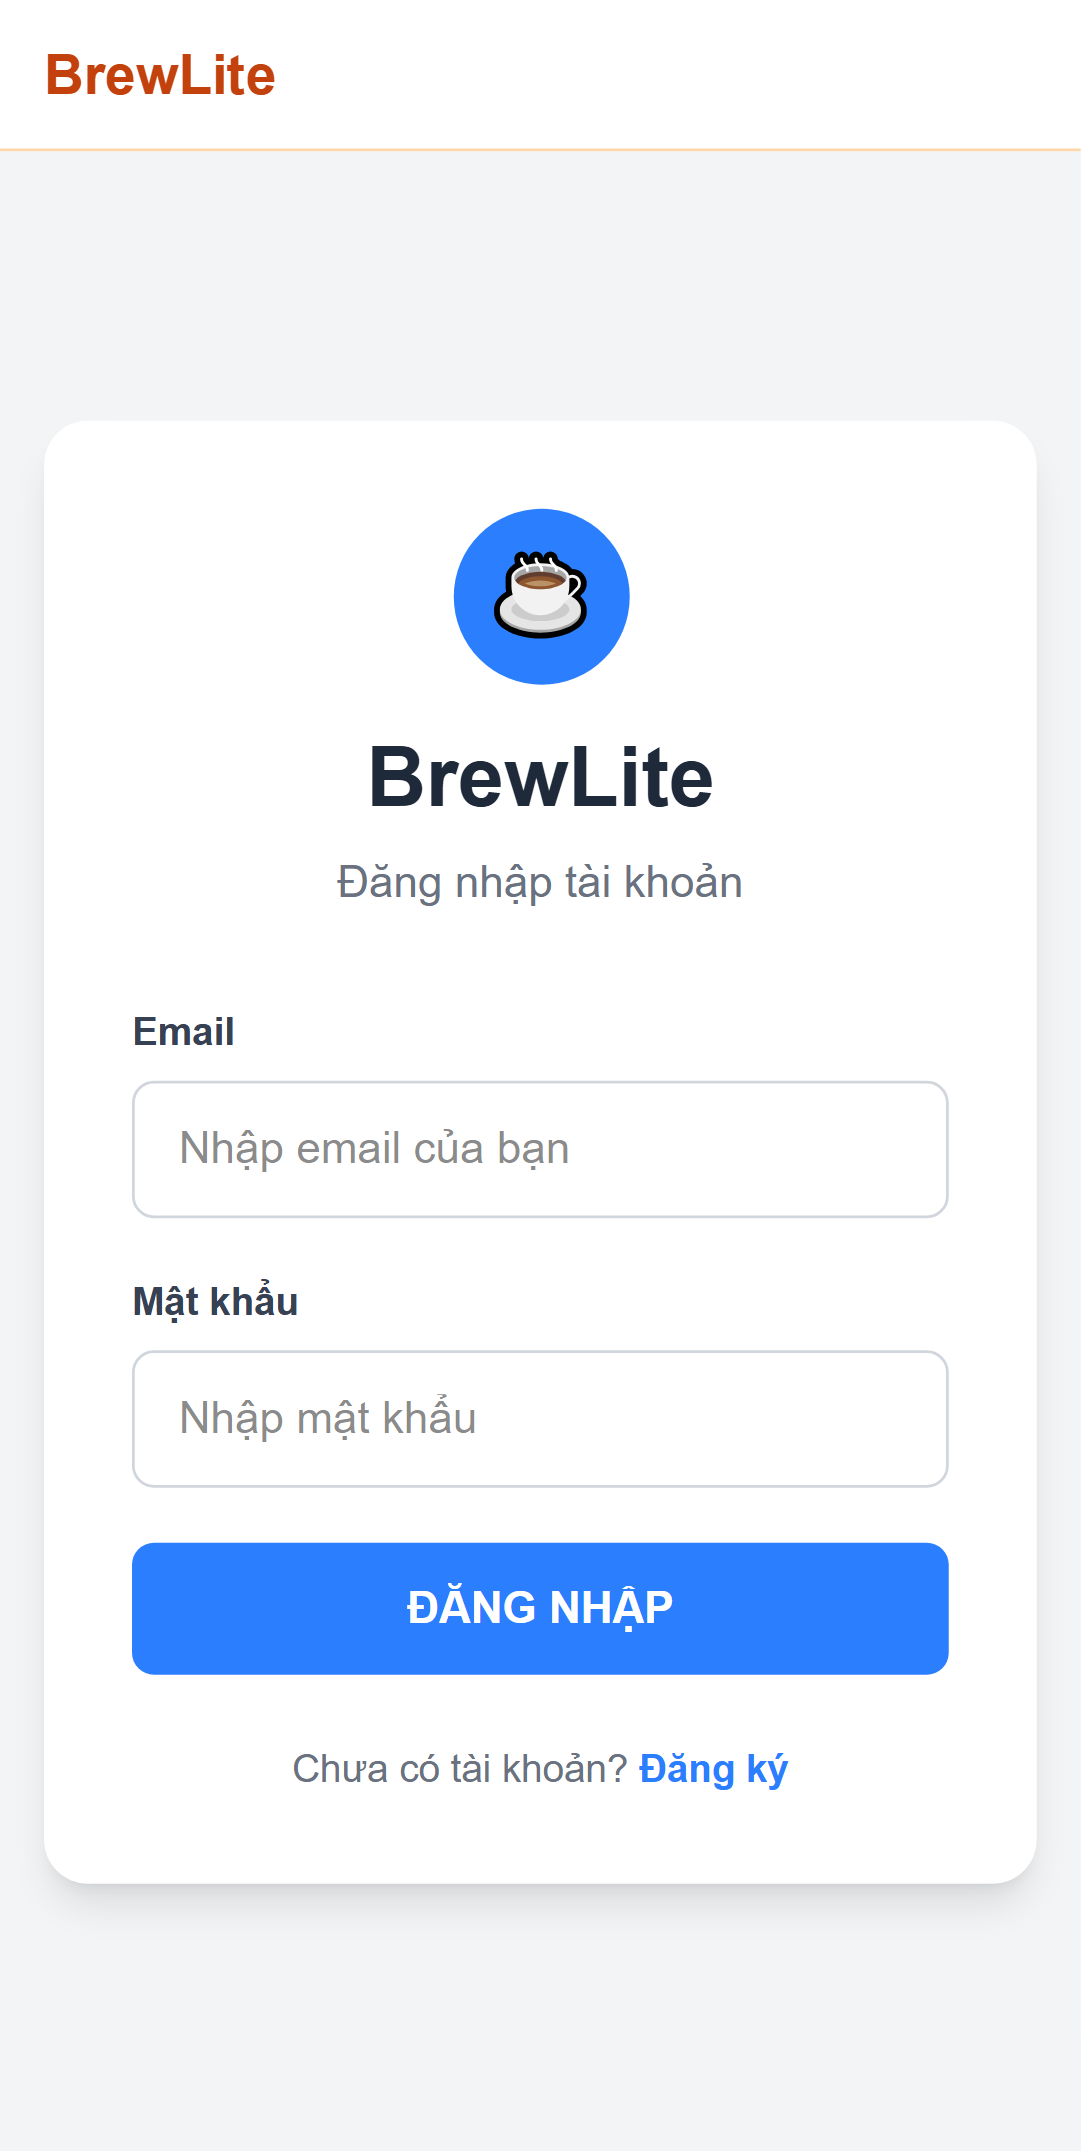 BrewLite
BrewLite
Đăng nhập tài khoản
Email
Nhập email của bạn
Mật khẩu
Nhập mật khẩu
ĐĂNG NHẬP
Chưa có tài khoản? Đăng ký